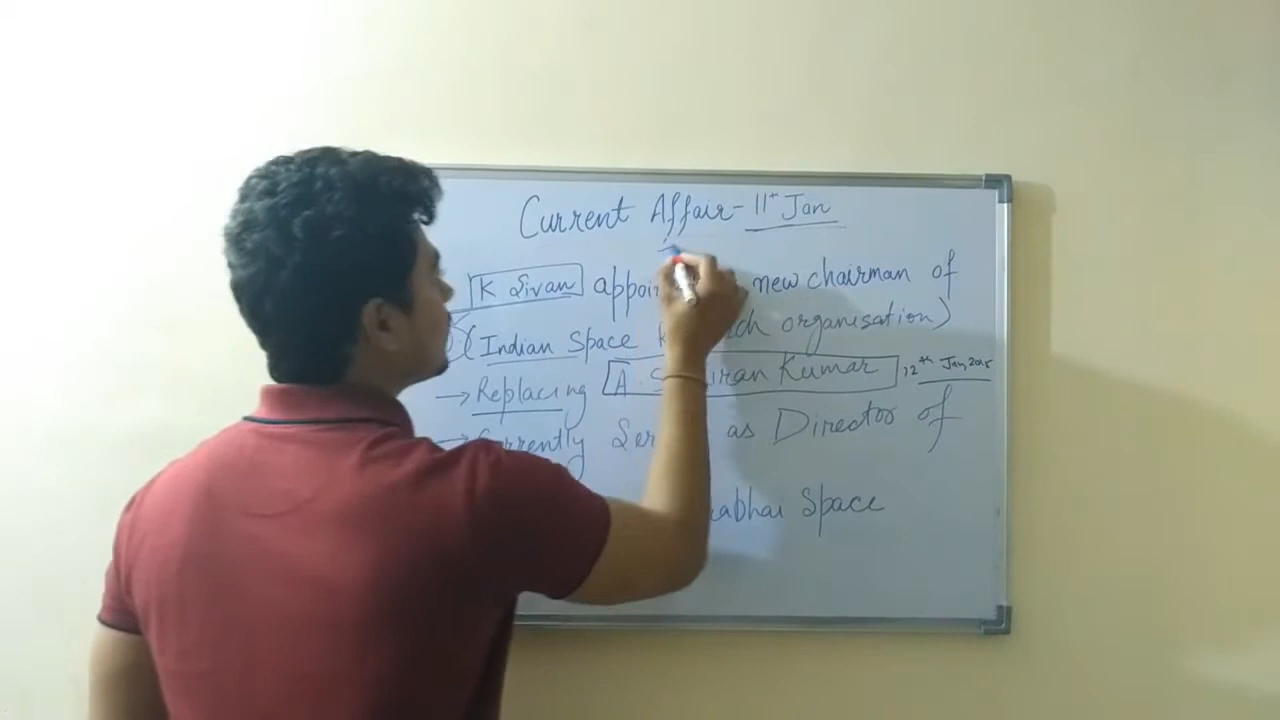 Current Affair - 11th Jan
K Sivan appoin new chairman of
(Indian Space ch organisation)
→ Replacing A. S iran Kumar 12th Jan, 2015
→ Currently Ser as Director of
abhai Space